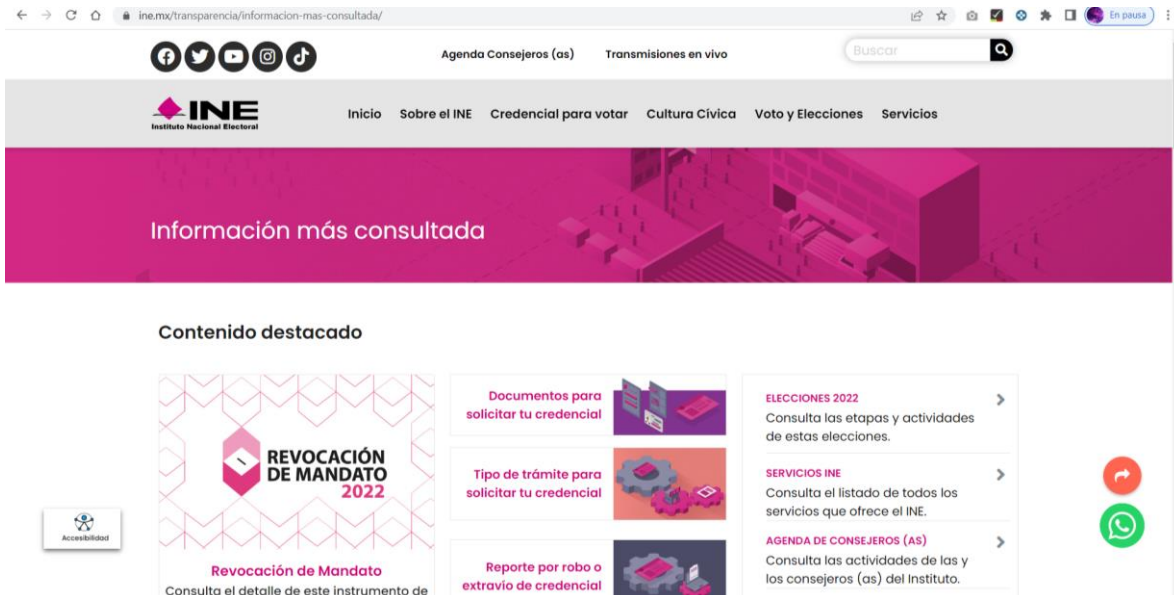 ine.mx/transparencia/informacion-mas-consultada/
En pausa
Agenda Consejeros (as)
Transmisiones en vivo
Buscar
INE
Instituto Nacional Electoral
Inicio
Sobre el INE
Credencial para votar
Cultura Cívica
Voto y Elecciones
Servicios
Información más consultada
Contenido destacado
REVOCACIÓN
DE MANDATO
2022
Revocación de Mandato
Consulta el detalle de este instrumento de
Documentos para
solicitar tu credencial
Tipo de trámite para
solicitar tu credencial
Reporte por robo o
extravío de credencial
ELECCIONES 2022
Consulta las etapas y actividades
de estas elecciones.
SERVICIOS INE
Consulta el listado de todos los
servicios que ofrece el INE.
AGENDA DE CONSEJEROS (AS)
Consulta las actividades de las y
los consejeros (as) del Instituto.
Accesibilidad